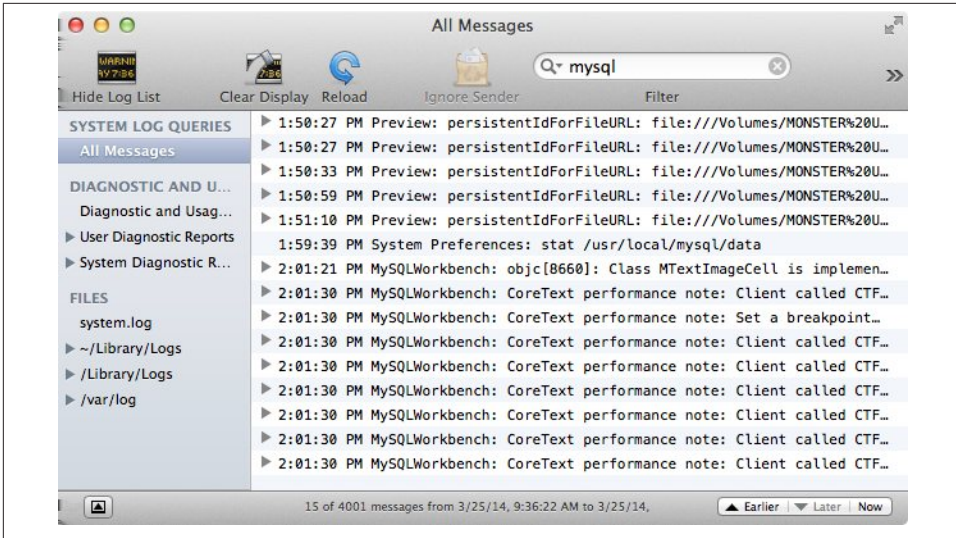 All Messages
WARNIN
AY 7:36
7:36
mysql
Hide Log List
Clear Display
Reload
Ignore Sender
Filter
SYSTEM LOG QUERIES
All Messages
DIAGNOSTIC AND U...
Diagnostic and Usag...
User Diagnostic Reports
System Diagnostic R...
FILES
system.log
~/Library/Logs
/Library/Logs
/var/log
1:50:27 PM Preview: persistentIdForFileURL: file:///Volumes/MONSTER%20U…
1:50:27 PM Preview: persistentIdForFileURL: file:///Volumes/MONSTER%20U…
1:50:33 PM Preview: persistentIdForFileURL: file:///Volumes/MONSTER%20U…
1:50:59 PM Preview: persistentIdForFileURL: file:///Volumes/MONSTER%20U…
1:51:10 PM Preview: persistentIdForFileURL: file:///Volumes/MONSTER%20U…
1:59:39 PM System Preferences: stat /usr/local/mysql/data
2:01:21 PM MySQLWorkbench: objc[8660]: Class MTextImageCell is implemen…
2:01:30 PM MySQLWorkbench: CoreText performance note: Client called CTF…
2:01:30 PM MySQLWorkbench: CoreText performance note: Set a breakpoint…
2:01:30 PM MySQLWorkbench: CoreText performance note: Client called CTF…
2:01:30 PM MySQLWorkbench: CoreText performance note: Client called CTF…
2:01:30 PM MySQLWorkbench: CoreText performance note: Client called CTF…
2:01:30 PM MySQLWorkbench: CoreText performance note: Client called CTF…
2:01:30 PM MySQLWorkbench: CoreText performance note: Client called CTF…
2:01:30 PM MySQLWorkbench: CoreText performance note: Client called CTF…
15 of 4001 messages from 3/25/14, 9:36:22 AM to 3/25/14,
Earlier
Later
Now